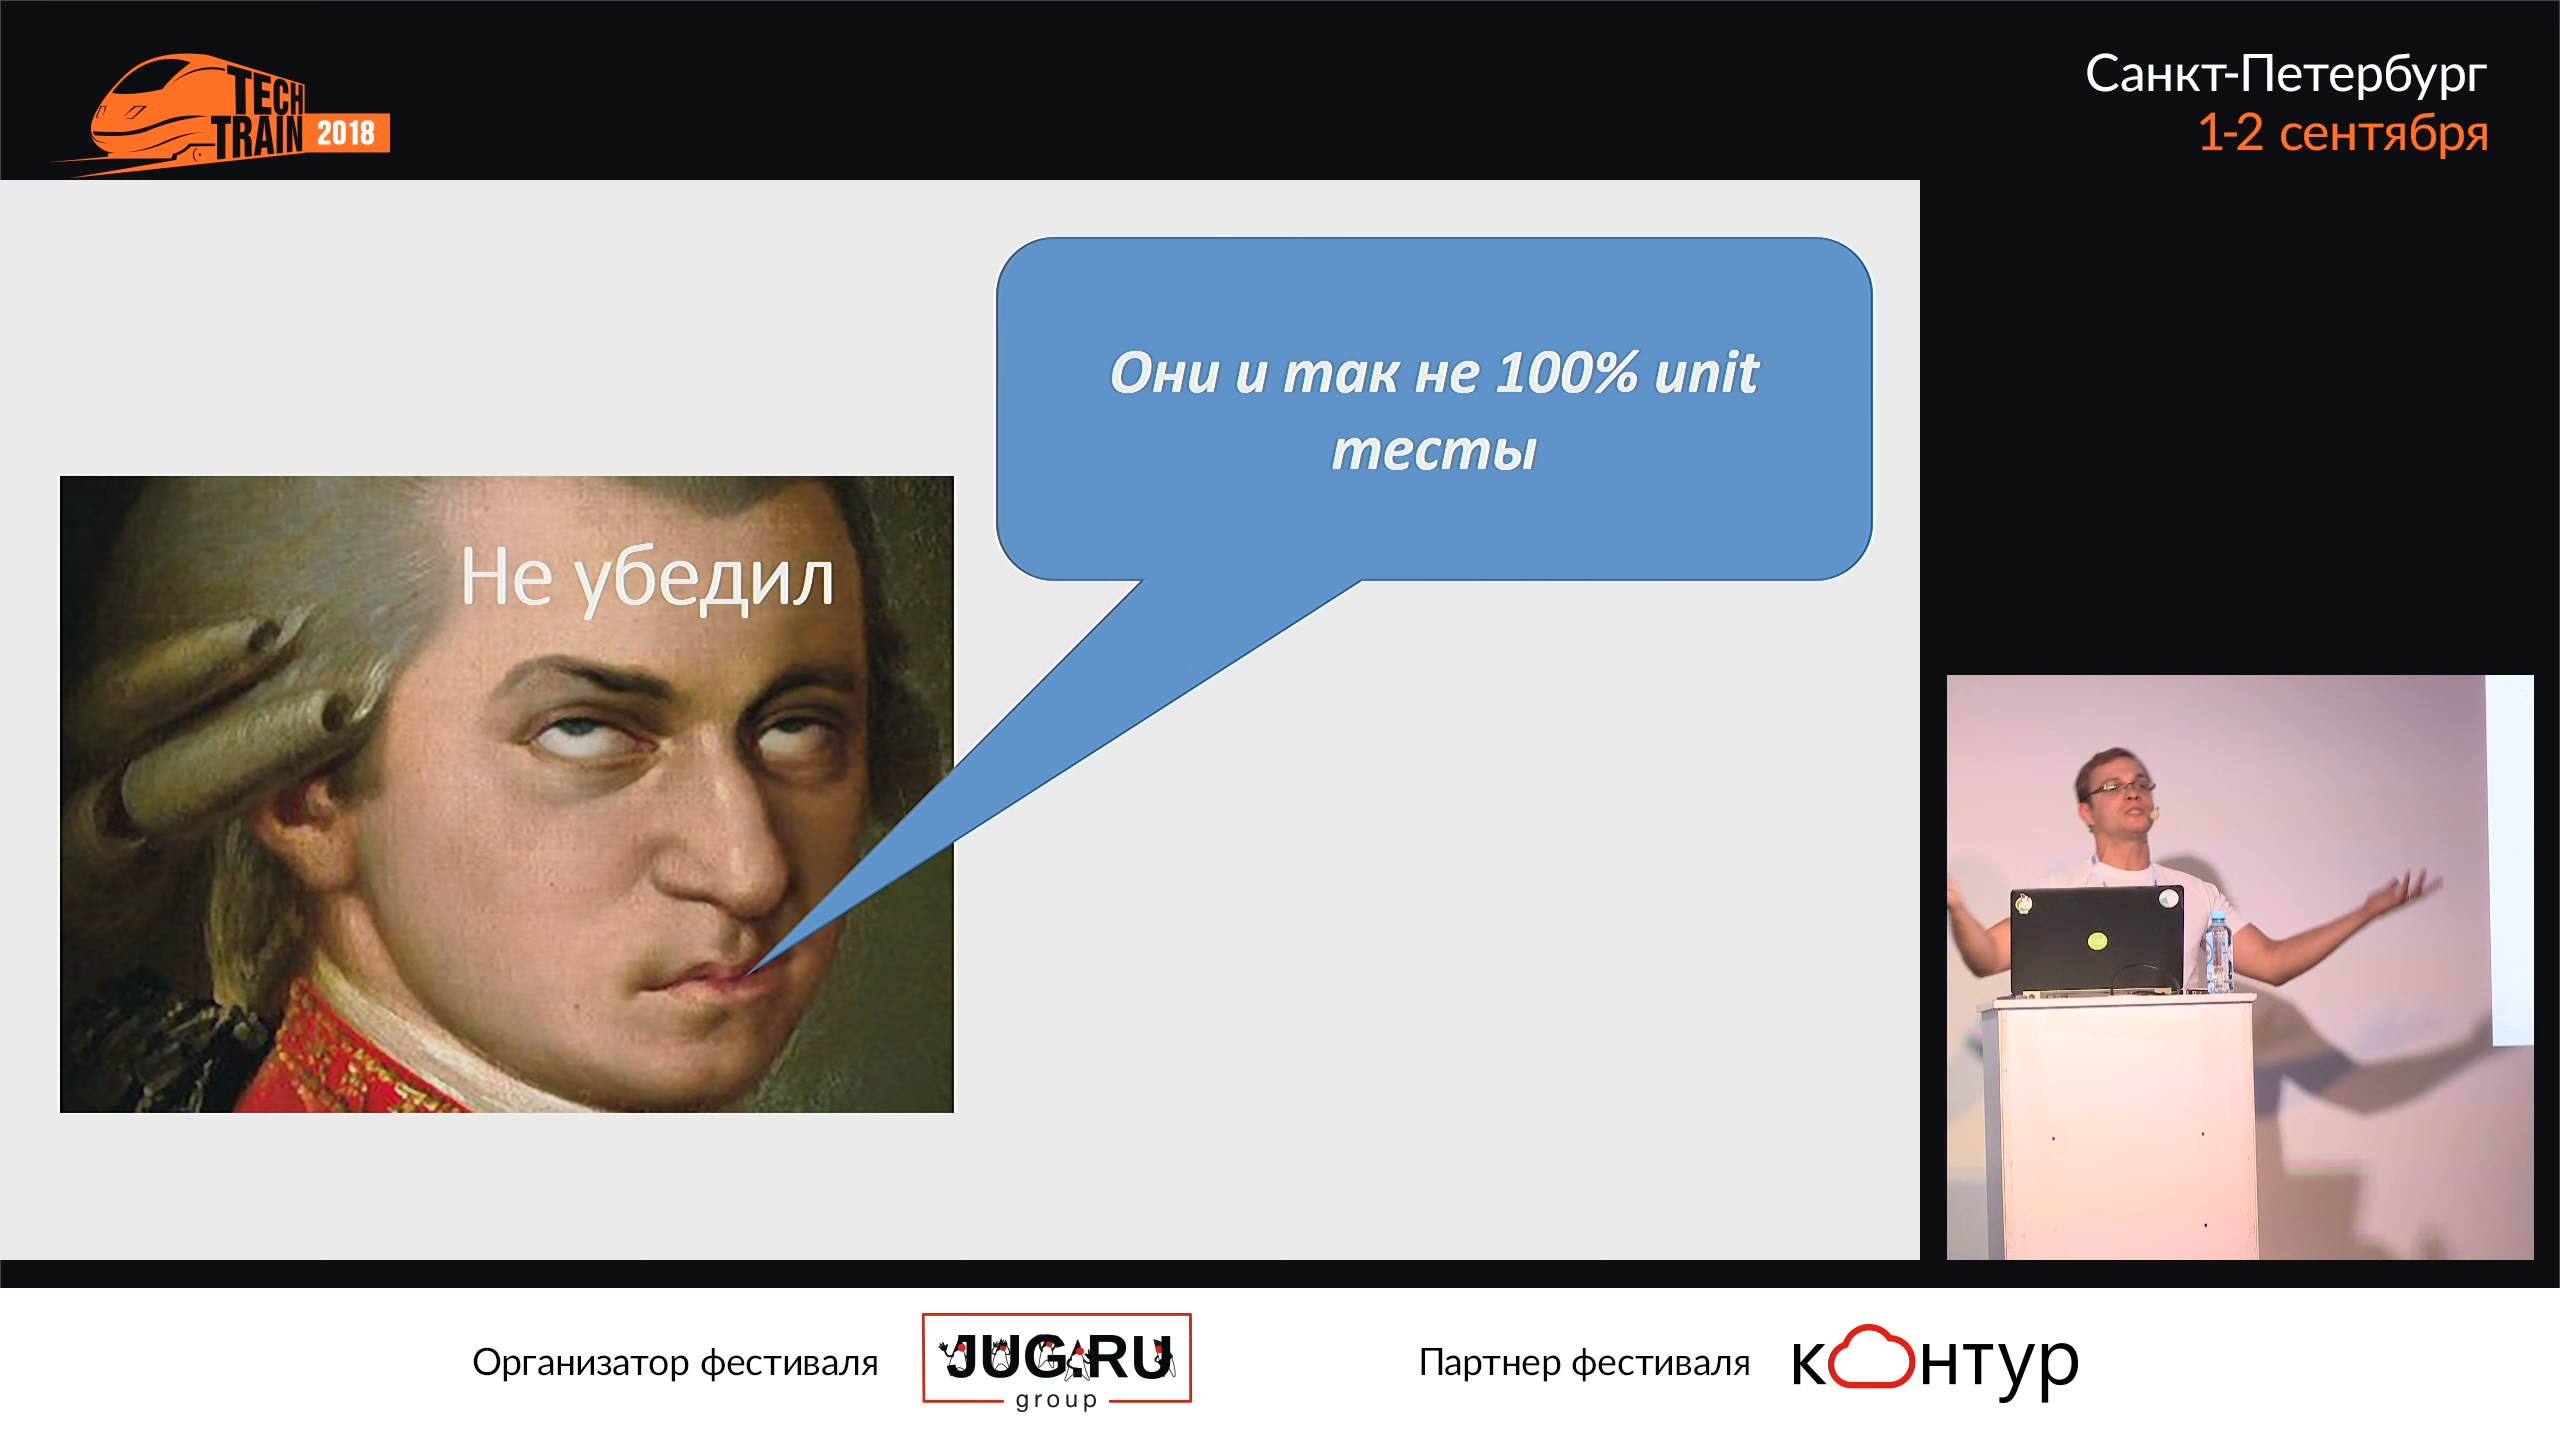 TECH
TRAIN 2018
Санкт-Петербург
1-2 сентября
Они и так не 100% unit
тесты
Не убедил
Организатор фестиваля
JUG.RU
group
Партнер фестиваля
контур